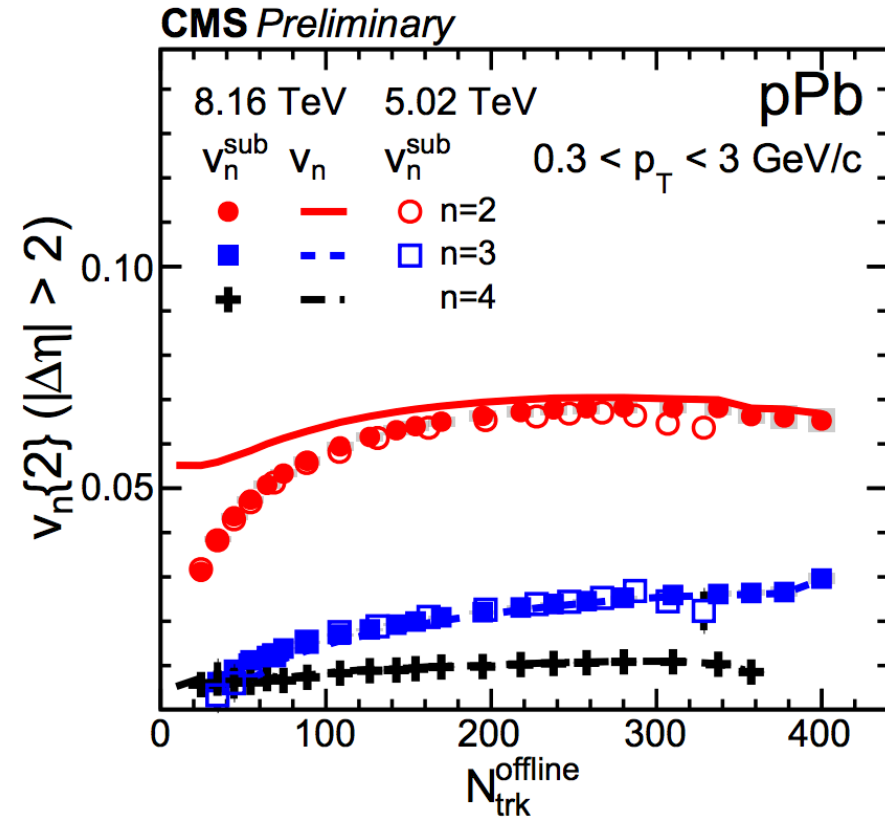 CMS Preliminary
8.16 TeV 5.02 TeV pPb
v_n^sub v_n v_n^sub 0.3 < p_T < 3 GeV/c
n=2
n=3
n=4
v_n{2} (|Δη| > 2)
0.10
0.05
0 100 200 300 400
N_trk^offline